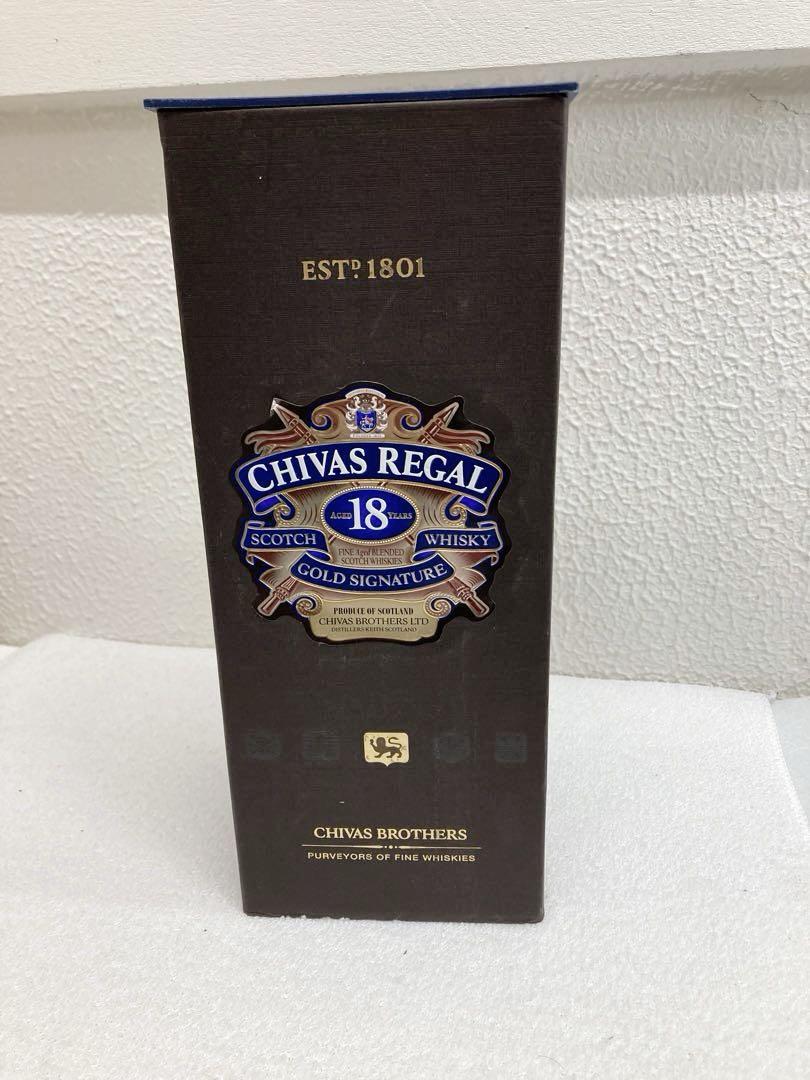 ESTD. 1801
CHIVAS REGAL
AGED 18 YEARS
SCOTCH WHISKY
FINE Aged BLENDED
SCOTCH WHISKIES
GOLD SIGNATURE
PRODUCE OF SCOTLAND
CHIVAS BROTHERS LTD
DISTILLERS KEITH SCOTLAND
CHIVAS BROTHERS
PURVEYORS OF FINE WHISKIES